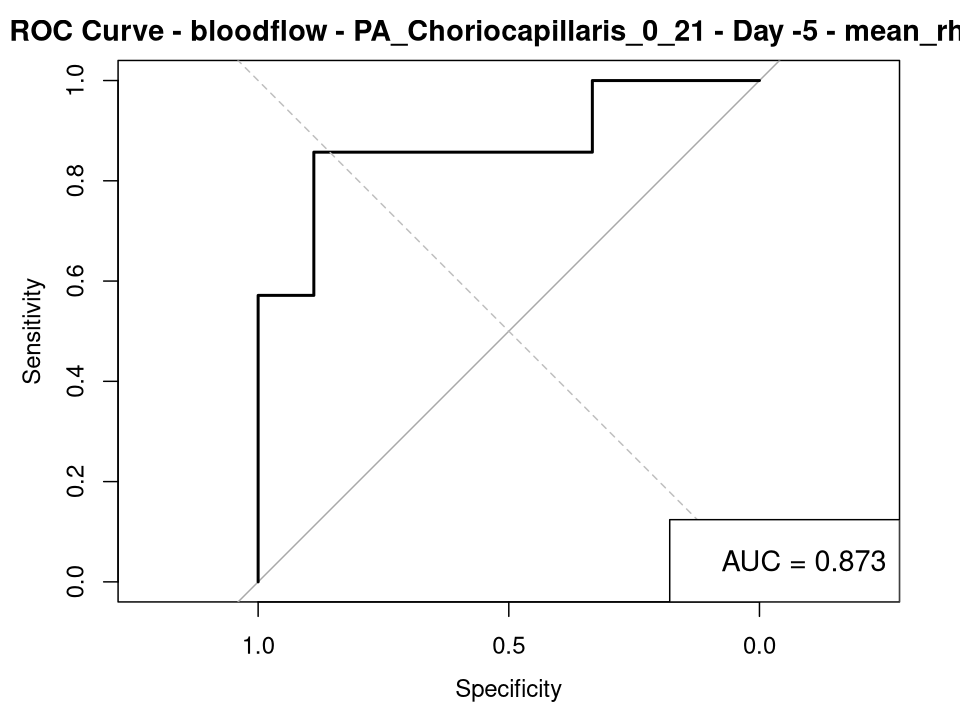 ROC Curve - bloodflow - PA_Choriocapillaris_0_21 - Day -5 - mean_rh
1.0
0.8
0.6
0.4
0.2
0.0
Sensitivity
AUC = 0.873
1.0 0.5 0.0
Specificity